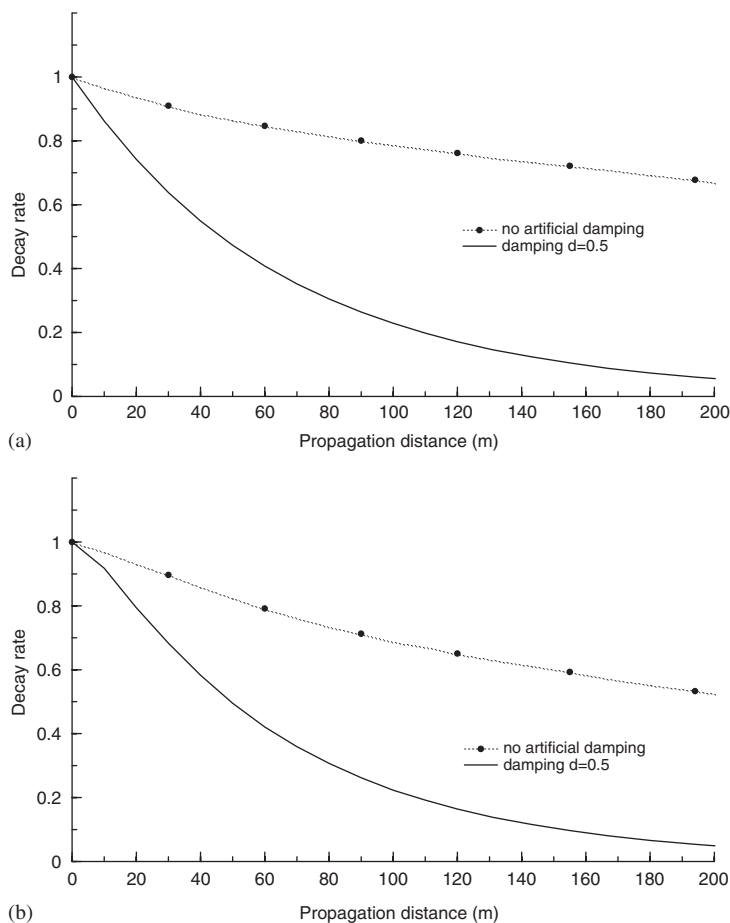 1
0.8
0.6
0.4
0.2
0
Decay rate
no artificial damping
damping d=0.5
0 20 40 60 80 100 120 140 160 180 200
(a)
Propagation distance (m)
1
0.8
0.6
0.4
0.2
0
Decay rate
no artificial damping
damping d=0.5
0 20 40 60 80 100 120 140 160 180 200
(b)
Propagation distance (m)